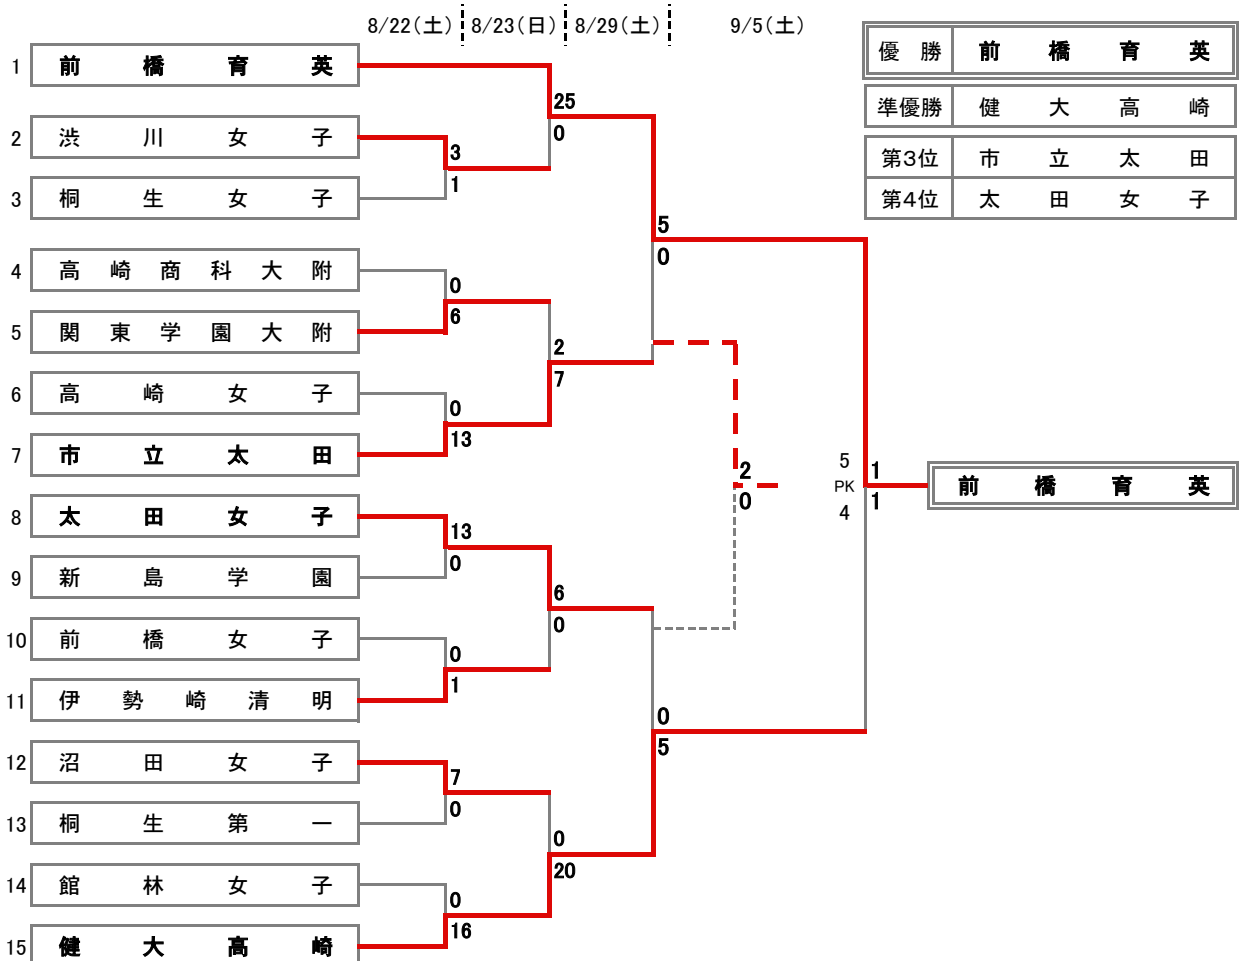 8/22(土) 8/23(日) 8/29(土) 9/5(土)
優勝 前橋育英
準優勝 健大高崎
第3位 市立太田
第4位 太田女子
1 前橋育英
25
0
2 渋川女子
3
1
3 桐生女子
5
0
4 高崎商科大附
0
6
5 関東学園大附
2
7
6 高崎女子
0
13
7 市立太田
2
0
5
PK
4
1
1
前橋育英
8 太田女子
13
0
9 新島学園
6
0
10 前橋女子
0
1
11 伊勢崎清明
0
5
12 沼田女子
7
0
13 桐生第一
0
20
14 館林女子
0
16
15 健大高崎